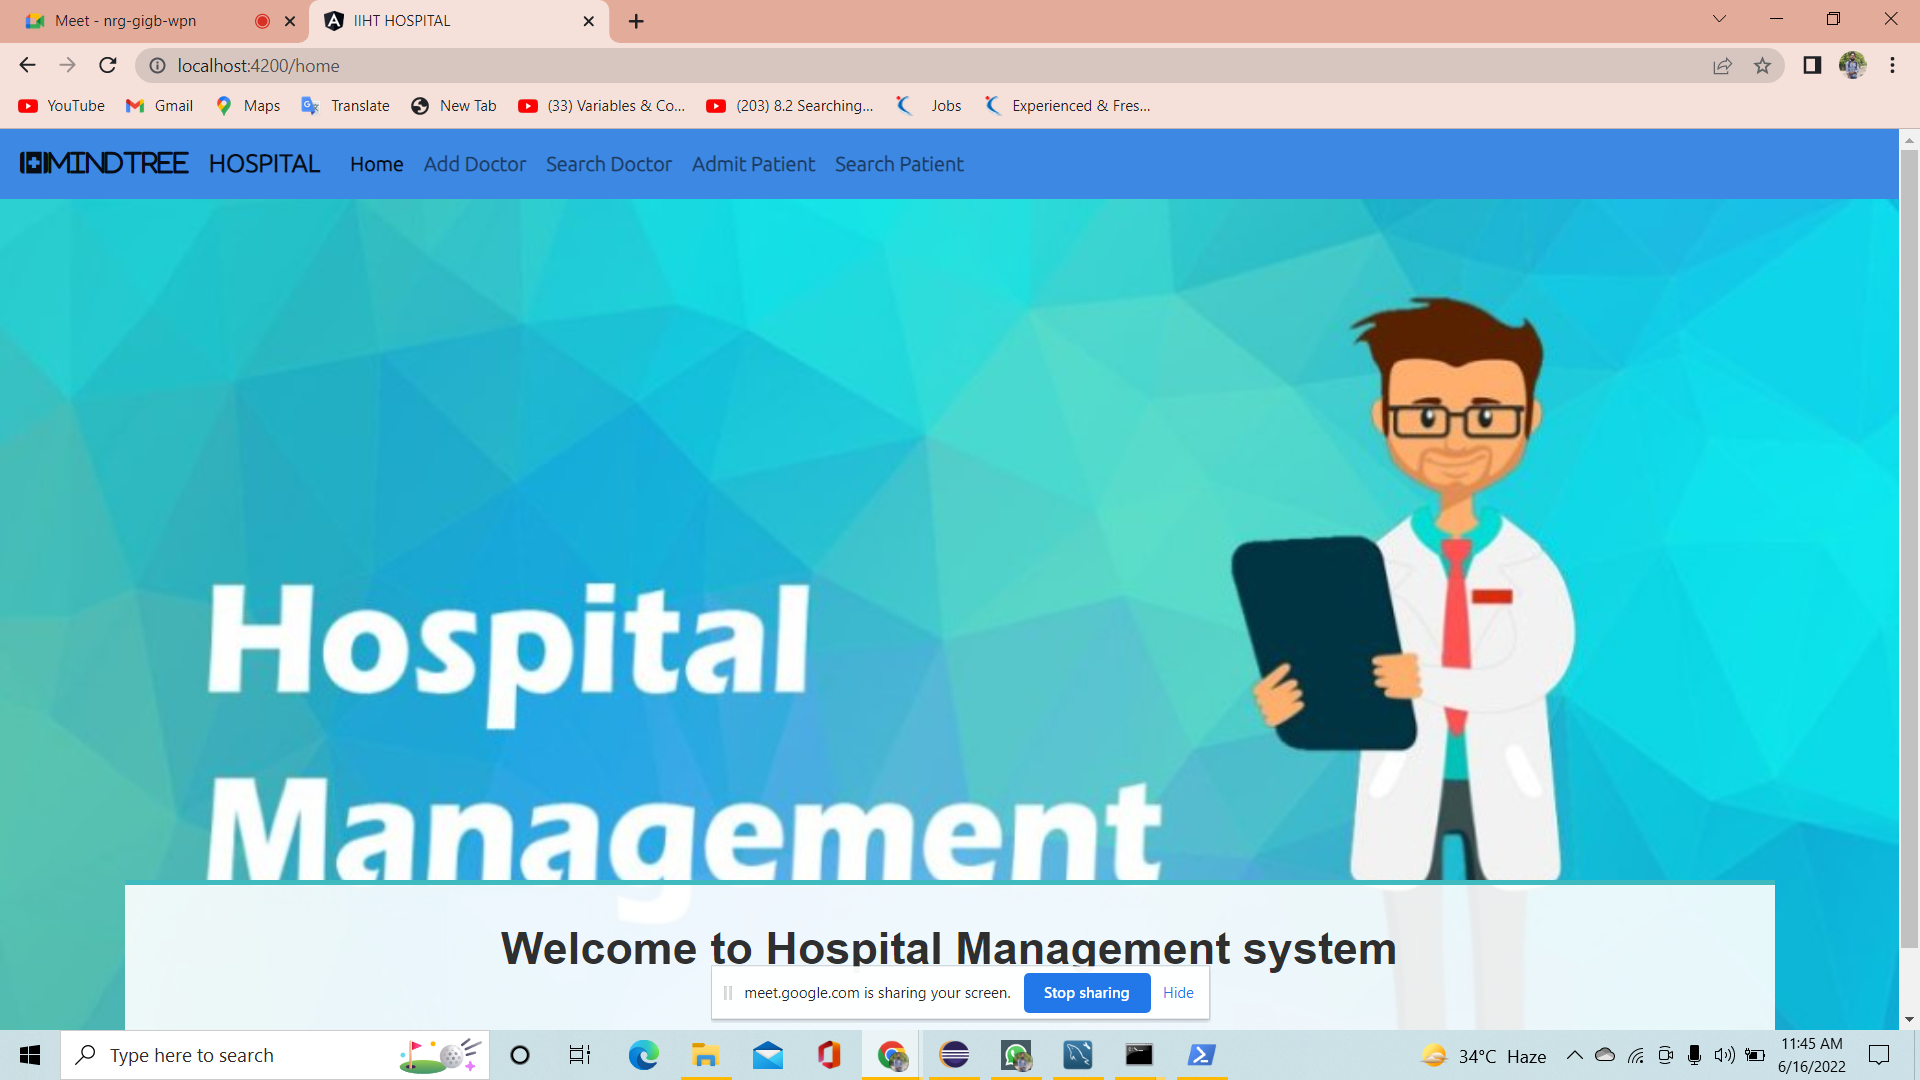 Meet - nrg-gigb-wpn
IIHT HOSPITAL
localhost:4200/home
YouTube Gmail Maps Translate New Tab (33) Variables & Co... (203) 8.2 Searching... Jobs Experienced & Fres...
MINDTREE HOSPITAL Home Add Doctor Search Doctor Admit Patient Search Patient
Hospital
Management
Welcome to Hospital Management system
meet.google.com is sharing your screen. Stop sharing Hide
Type here to search
34°C Haze
11:45 AM
6/16/2022